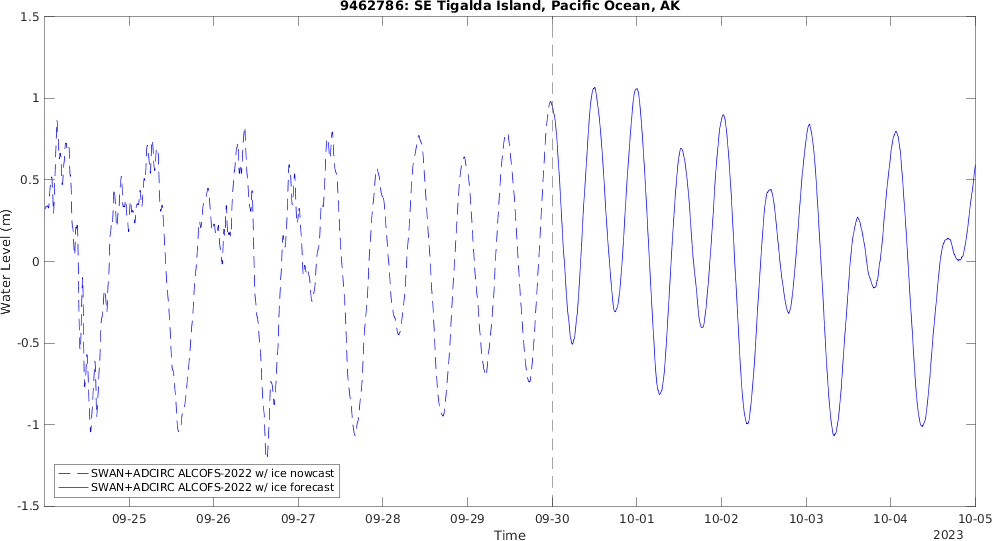 9462786: SE Tigalda Island, Pacific Ocean, AK
1.5
1
0.5
0
-0.5
-1
-1.5
Water Level (m)
SWAN+ADCIRC ALCOFS-2022 w/ ice nowcast
SWAN+ADCIRC ALCOFS-2022 w/ ice forecast
09-25 09-26 09-27 09-28 09-29 09-30 10-01 10-02 10-03 10-04 10-05
Time
2023